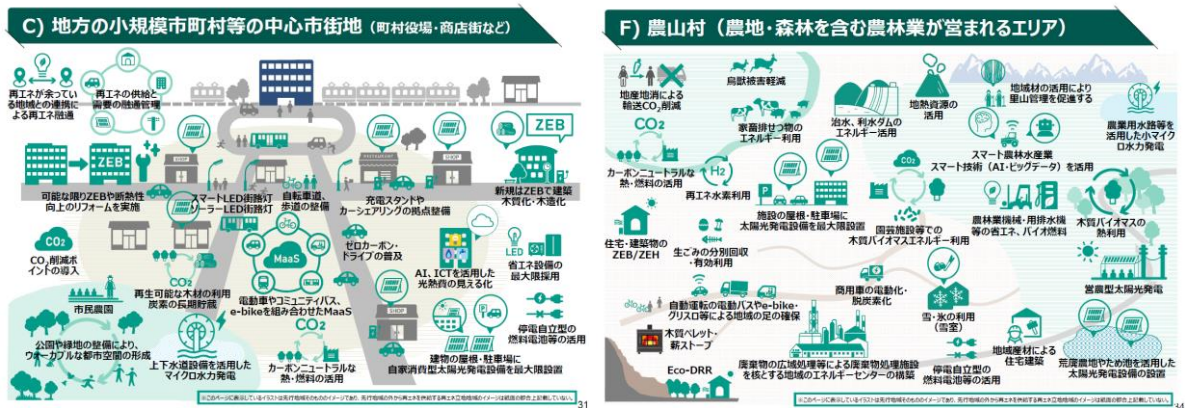 C) 地方の小規模市町村等の中心市街地（町村役場・商店街など）
再エネが余ってい
る地域との連携に
よる再エネ融通
再エネの供給と
需要の融通管理
ZEB
ZEB
SHOP
SHOP
RESTAURANT
SHOP
可能な限りZEBや断熱性
向上のリフォームを実施
スマートLED街路灯
ソーラーLED街路灯
自転車道、
歩道の整備
充電スタンドや
カーシェアリングの拠点整備
新規はZEBで建築
木質化・木造化
CO2
CO2削減ポ
イントの導入
CO2
再生可能な木材の利用
炭素の長期貯蔵
MaaS
電動車やコミュニティバス、
e-bikeを組み合わせたMaaS
ゼロカーボン・
ドライブの普及
AI、ICTを活用した
光熱費の見える化
LED
省エネ設備の
最大限採用
市民農園
公園や緑地の整備により、
ウォーカブルな都市空間の形成
上下水道設備を活用した
マイクロ水力発電
CO2
カーボンニュートラルな
熱・燃料の活用
SHOP
建物の屋根・駐車場に
自家消費型太陽光発電設備を最大限設置
停電自立型の
燃料電池等の活用
31
F) 農山村（農地・森林を含む農林業が営まれるエリア）
地産地消による
輸送CO2削減
鳥獣被害軽減
家畜排せつ物の
エネルギー利用
治水、利水ダムの
エネルギー活用
地熱資源の
活用
地域材の活用により
里山管理を促進する
農業用水路等を
活用した小マイク
ロ水力発電
CO2
カーボンニュートラルな
熱・燃料の活用
H2
再エネ水素利用
施設の屋根・駐車場に
太陽光発電設備を最大限設置
CO2
園芸施設等での
木質バイオマスエネルギー利用
スマート農林水産業
スマート技術（AI・ビッグデータ）を活用
農林業機械・用排水機
等の省エネ、バイオ燃料
木質バイオマスの
熱利用
住宅・建築物の
ZEB/ZEH
生ごみの分別回収
・有効利用
商用車の電動化・
脱炭素化
営農型太陽光発電
自動運転の電動バスやe-bike・
グリスロ等による地域の足の確保
雪・氷の利用
（雪室）
木質ペレット・
薪ストーブ
Eco-DRR
廃棄物の広域処理等による廃棄物処理施設
を核とする地域のエネルギーセンターの構築
停電自立型の
燃料電池等の活用
地域産材による
住宅建築
荒廃農地やため池を活用した
太陽光発電設備の設置